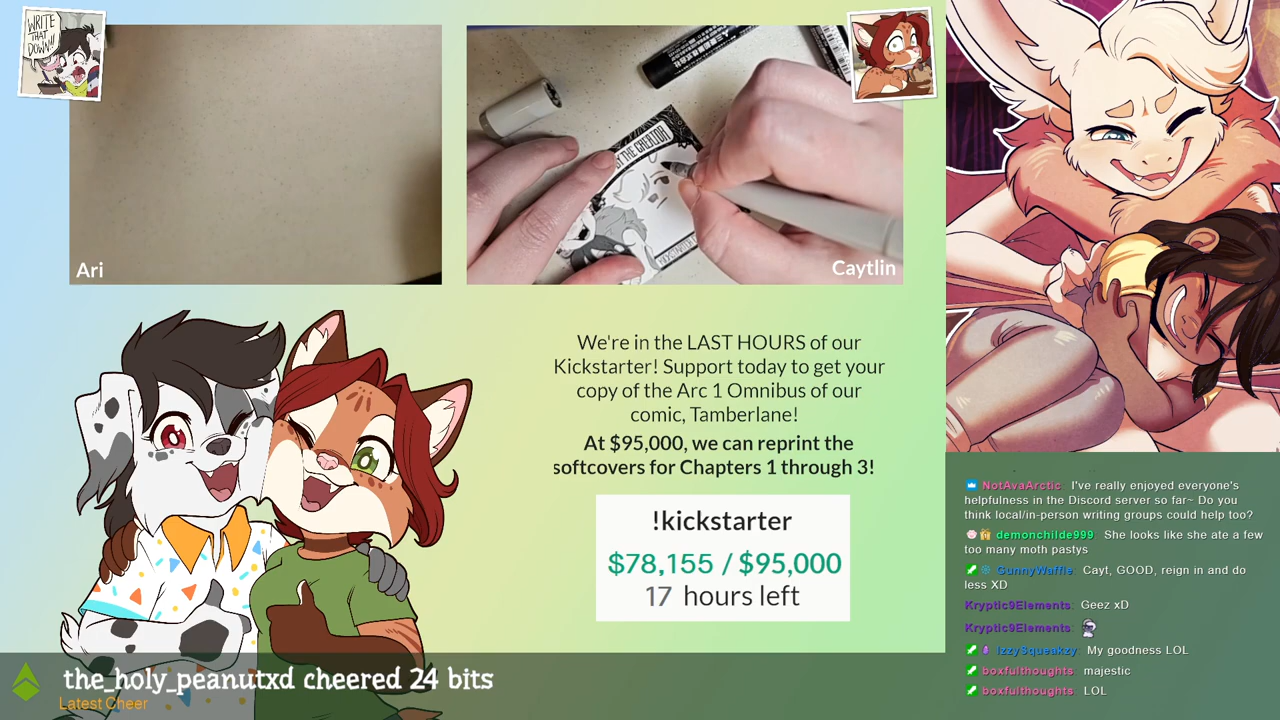 WRITE
THAT
DOWN!!!
BY THE CREATOR
Ari
Caytlin
We're in the LAST HOURS of our
Kickstarter! Support today to get your
copy of the Arc 1 Omnibus of our
comic, Tamberlane!
At $95,000, we can reprint the
softcovers for Chapters 1 through 3!
!kickstarter
$78,155 / $95,000
17 hours left
the_holy_peanutxd cheered 24 bits
Latest Cheer
NotAvaArctic: I've really enjoyed everyone's
helpfulness in the Discord server so far~ Do you
think local/in-person writing groups could help too?
demonchilde999: She looks like she ate a few
too many moth pastys
GunnyWaffle: Cayt, GOOD, reign in and do
less XD
Kryptic9Elements: Geez xD
Kryptic9Elements:
IzzySqueakzy: My goodness LOL
boxfulthoughts: majestic
boxfulthoughts: LOL